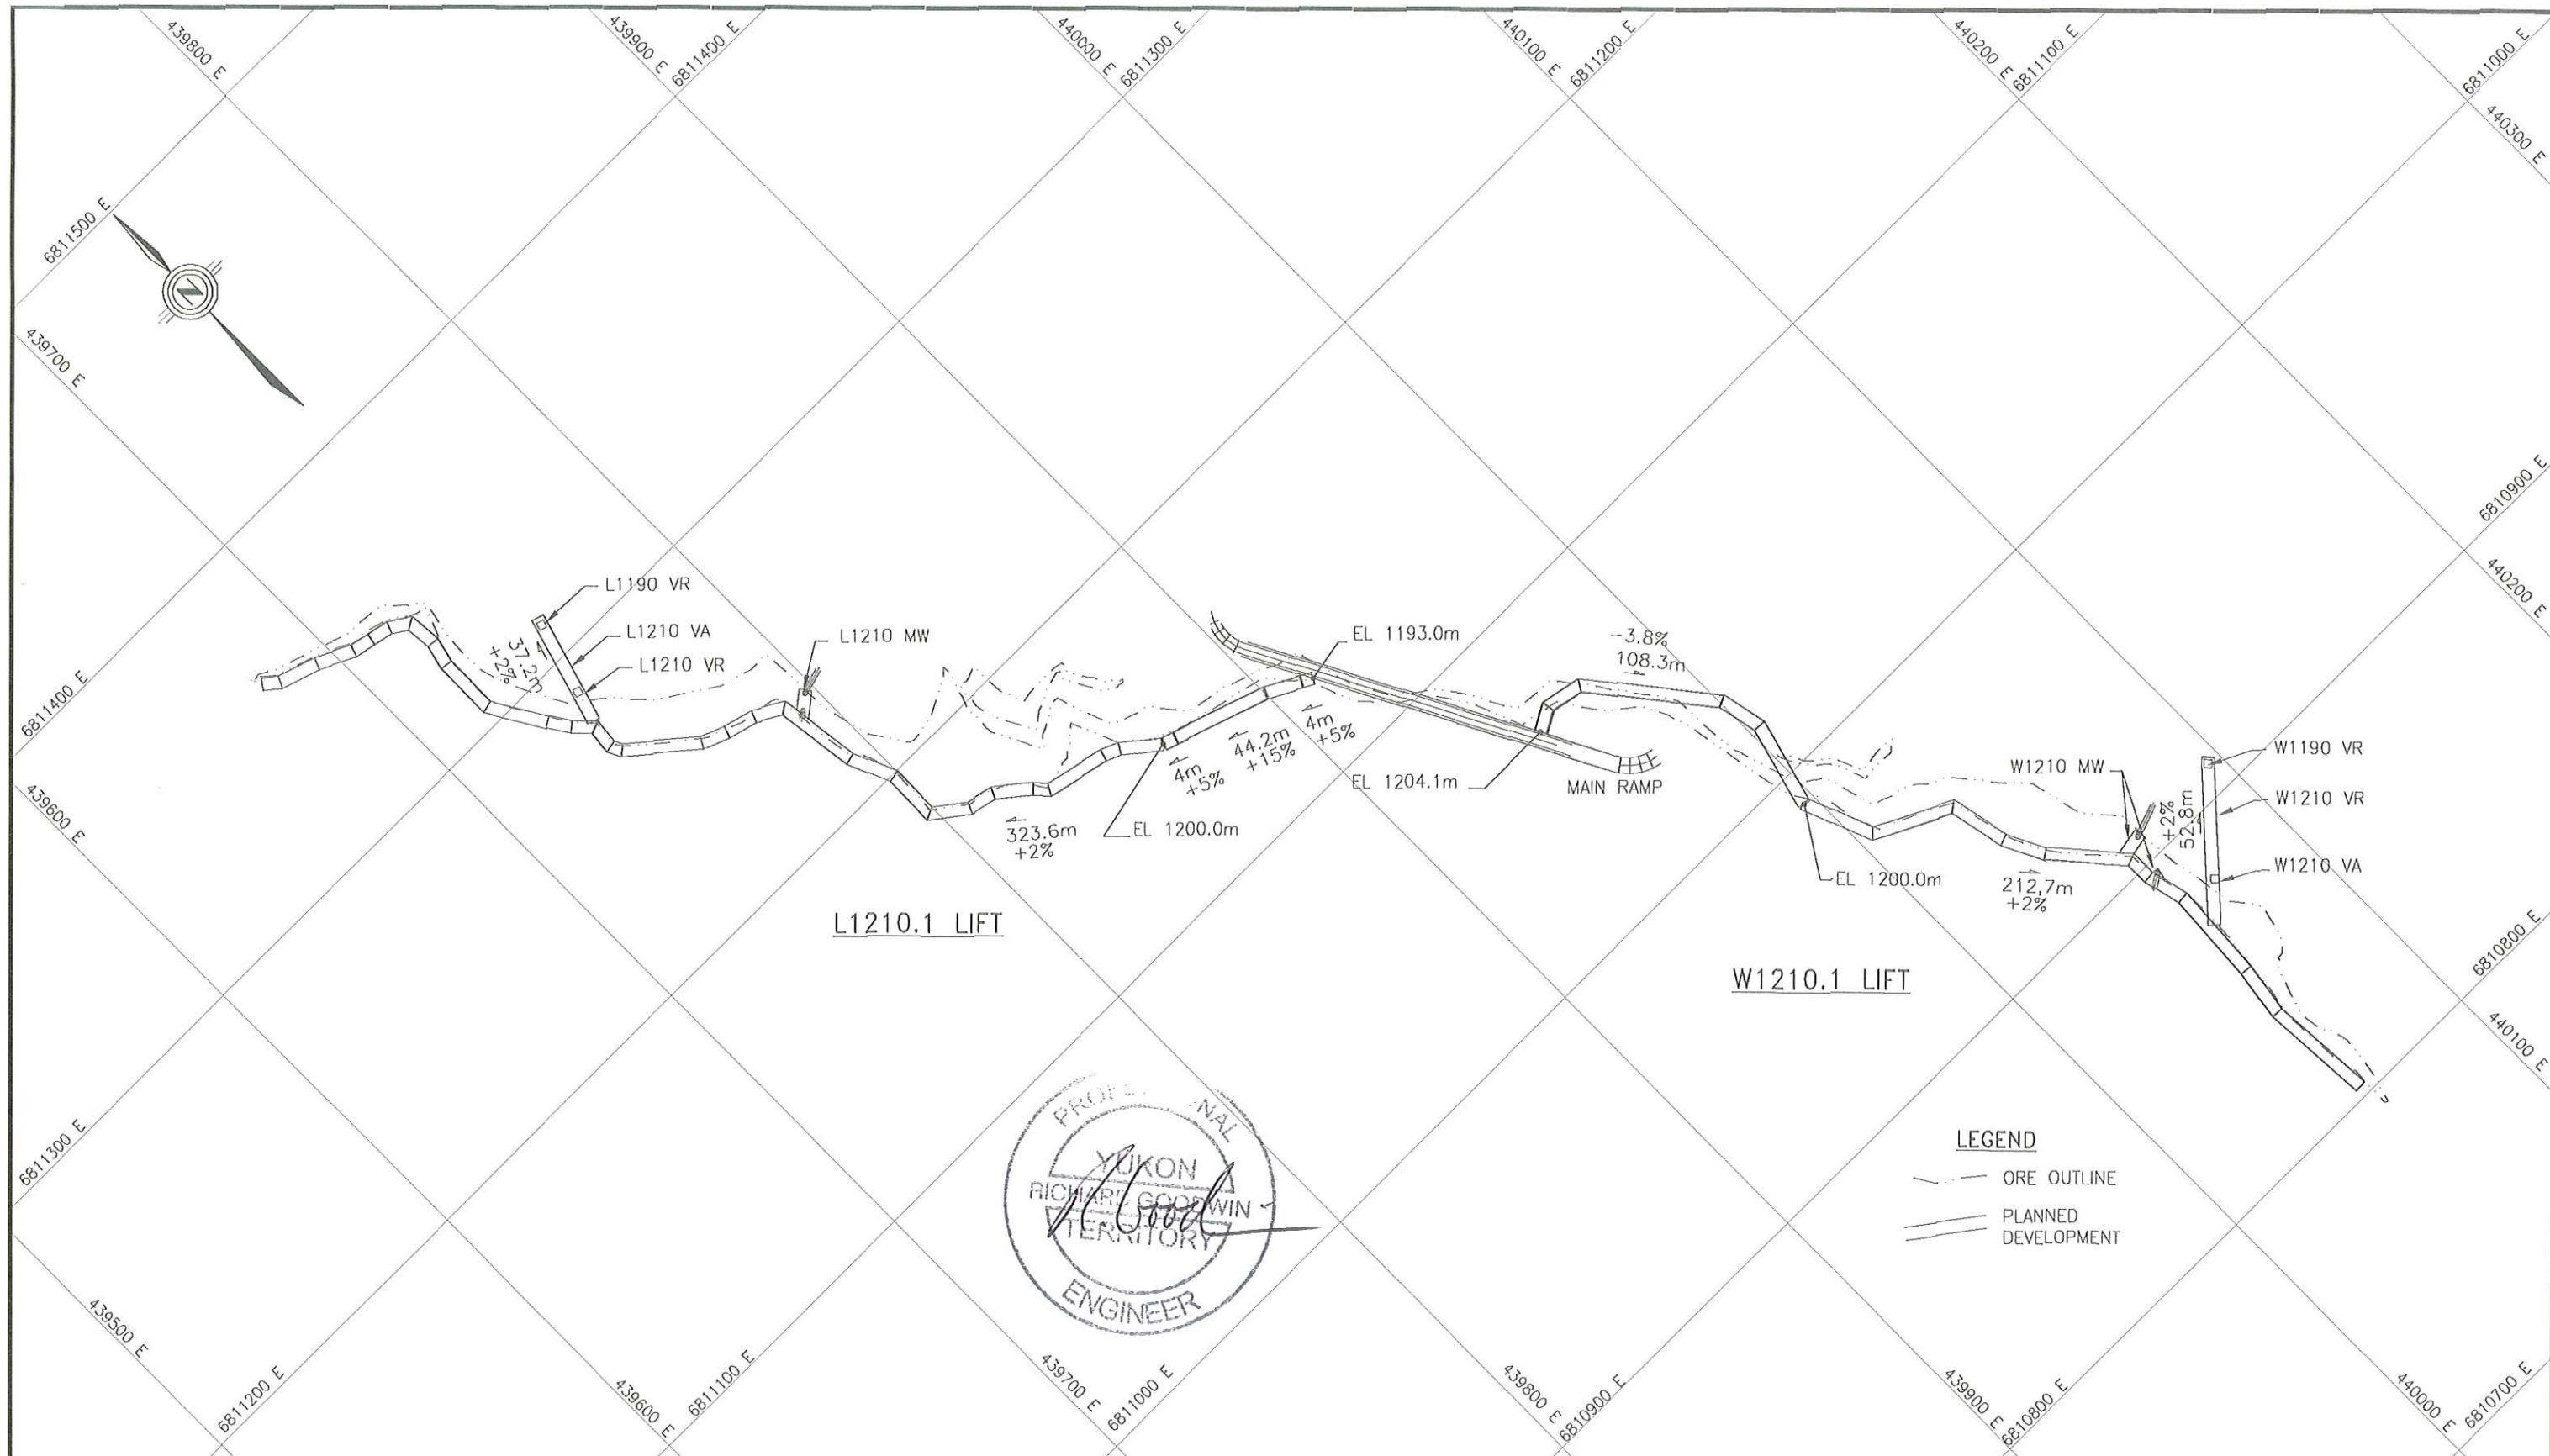 439800 E
439900 E
6811400 E
440000 E
6811300 E
440100 E
6811200 E
440200 E
6811100 E
6811000 E
440300 E
6811500 E
N
439700 E
6810900 E
440200 E
L1190 VR
L1210 VA
L1210 VR
37.2m
+2%
L1210 MW
EL 1193.0m
-3.8%
108.3m
4m
+5%
44.2m
+15%
4m
+5%
EL 1204.1m
MAIN RAMP
323.6m
+2%
EL 1200.0m
W1210 MW
+2%
52.8m
W1190 VR
W1210 VR
W1210 VA
EL 1200.0m
212,7m
+2%
6811400 E
439600 E
L1210.1 LIFT
W1210.1 LIFT
6810800 E
440100 E
PROF NAL
YUKON
RICHARD GOODWIN
TERRITORY
ENGINEER
LEGEND
ORE OUTLINE
PLANNED
DEVELOPMENT
6811300 E
439500 E
6811200 E
439600 E
6811100 E
439700 E
6811000 E
439800 E
6810900 E
439900 E
6810800 E
440000 E
6810700 E